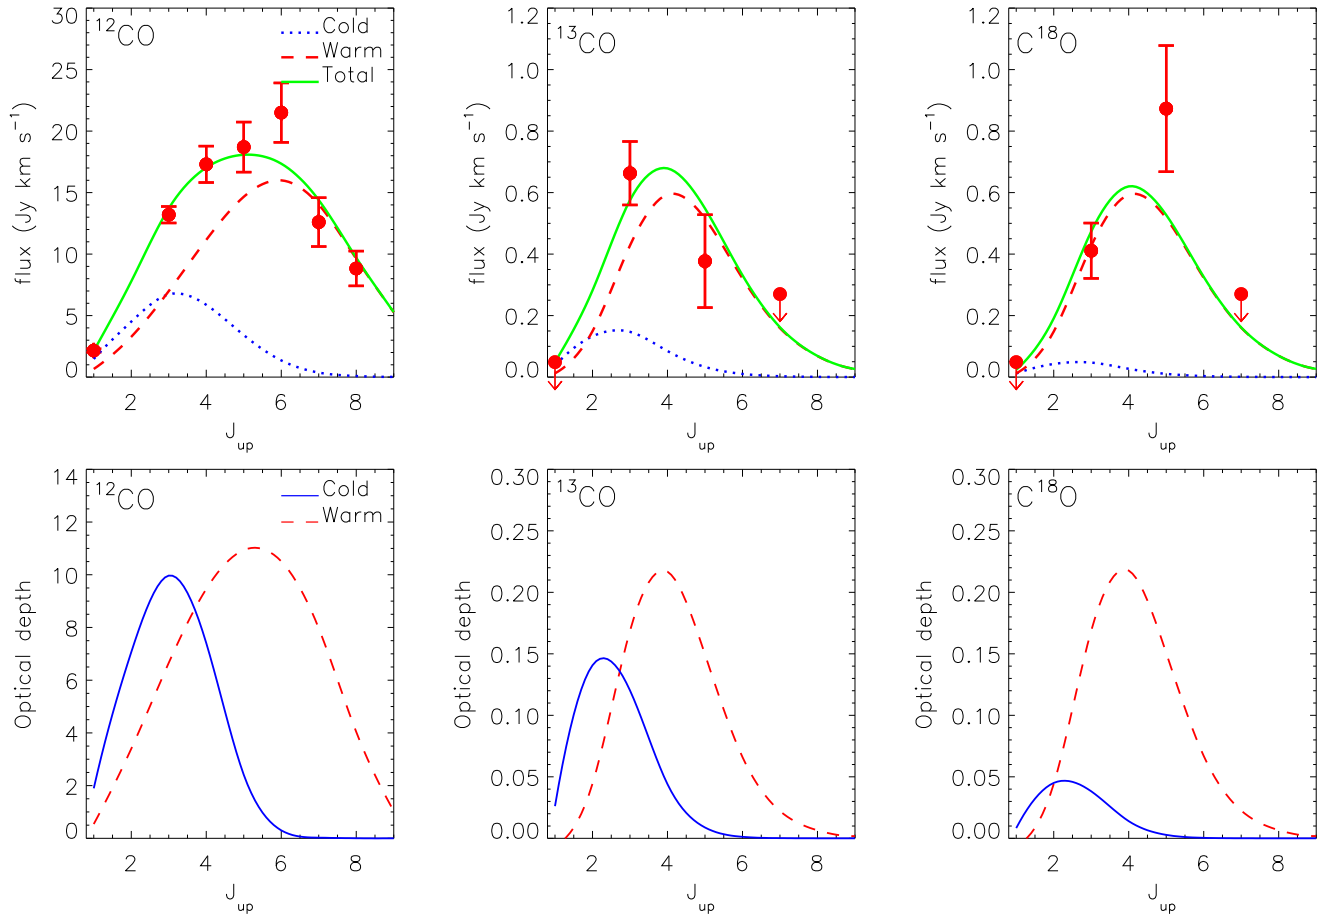 30
25
20
15
10
5
0
flux (Jy km s⁻¹)
¹²CO
Cold
Warm
Total
2 4 6 8
J_up
1.2
1.0
0.8
0.6
0.4
0.2
0.0
flux (Jy km s⁻¹)
¹³CO
2 4 6 8
J_up
1.2
1.0
0.8
0.6
0.4
0.2
0.0
flux (Jy km s⁻¹)
C¹⁸O
2 4 6 8
J_up
14
12
10
8
6
4
2
0
Optical depth
¹²CO
Cold
Warm
2 4 6 8
J_up
0.30
0.25
0.20
0.15
0.10
0.05
0.00
Optical depth
¹³CO
2 4 6 8
J_up
0.30
0.25
0.20
0.15
0.10
0.05
0.00
Optical depth
C¹⁸O
2 4 6 8
J_up